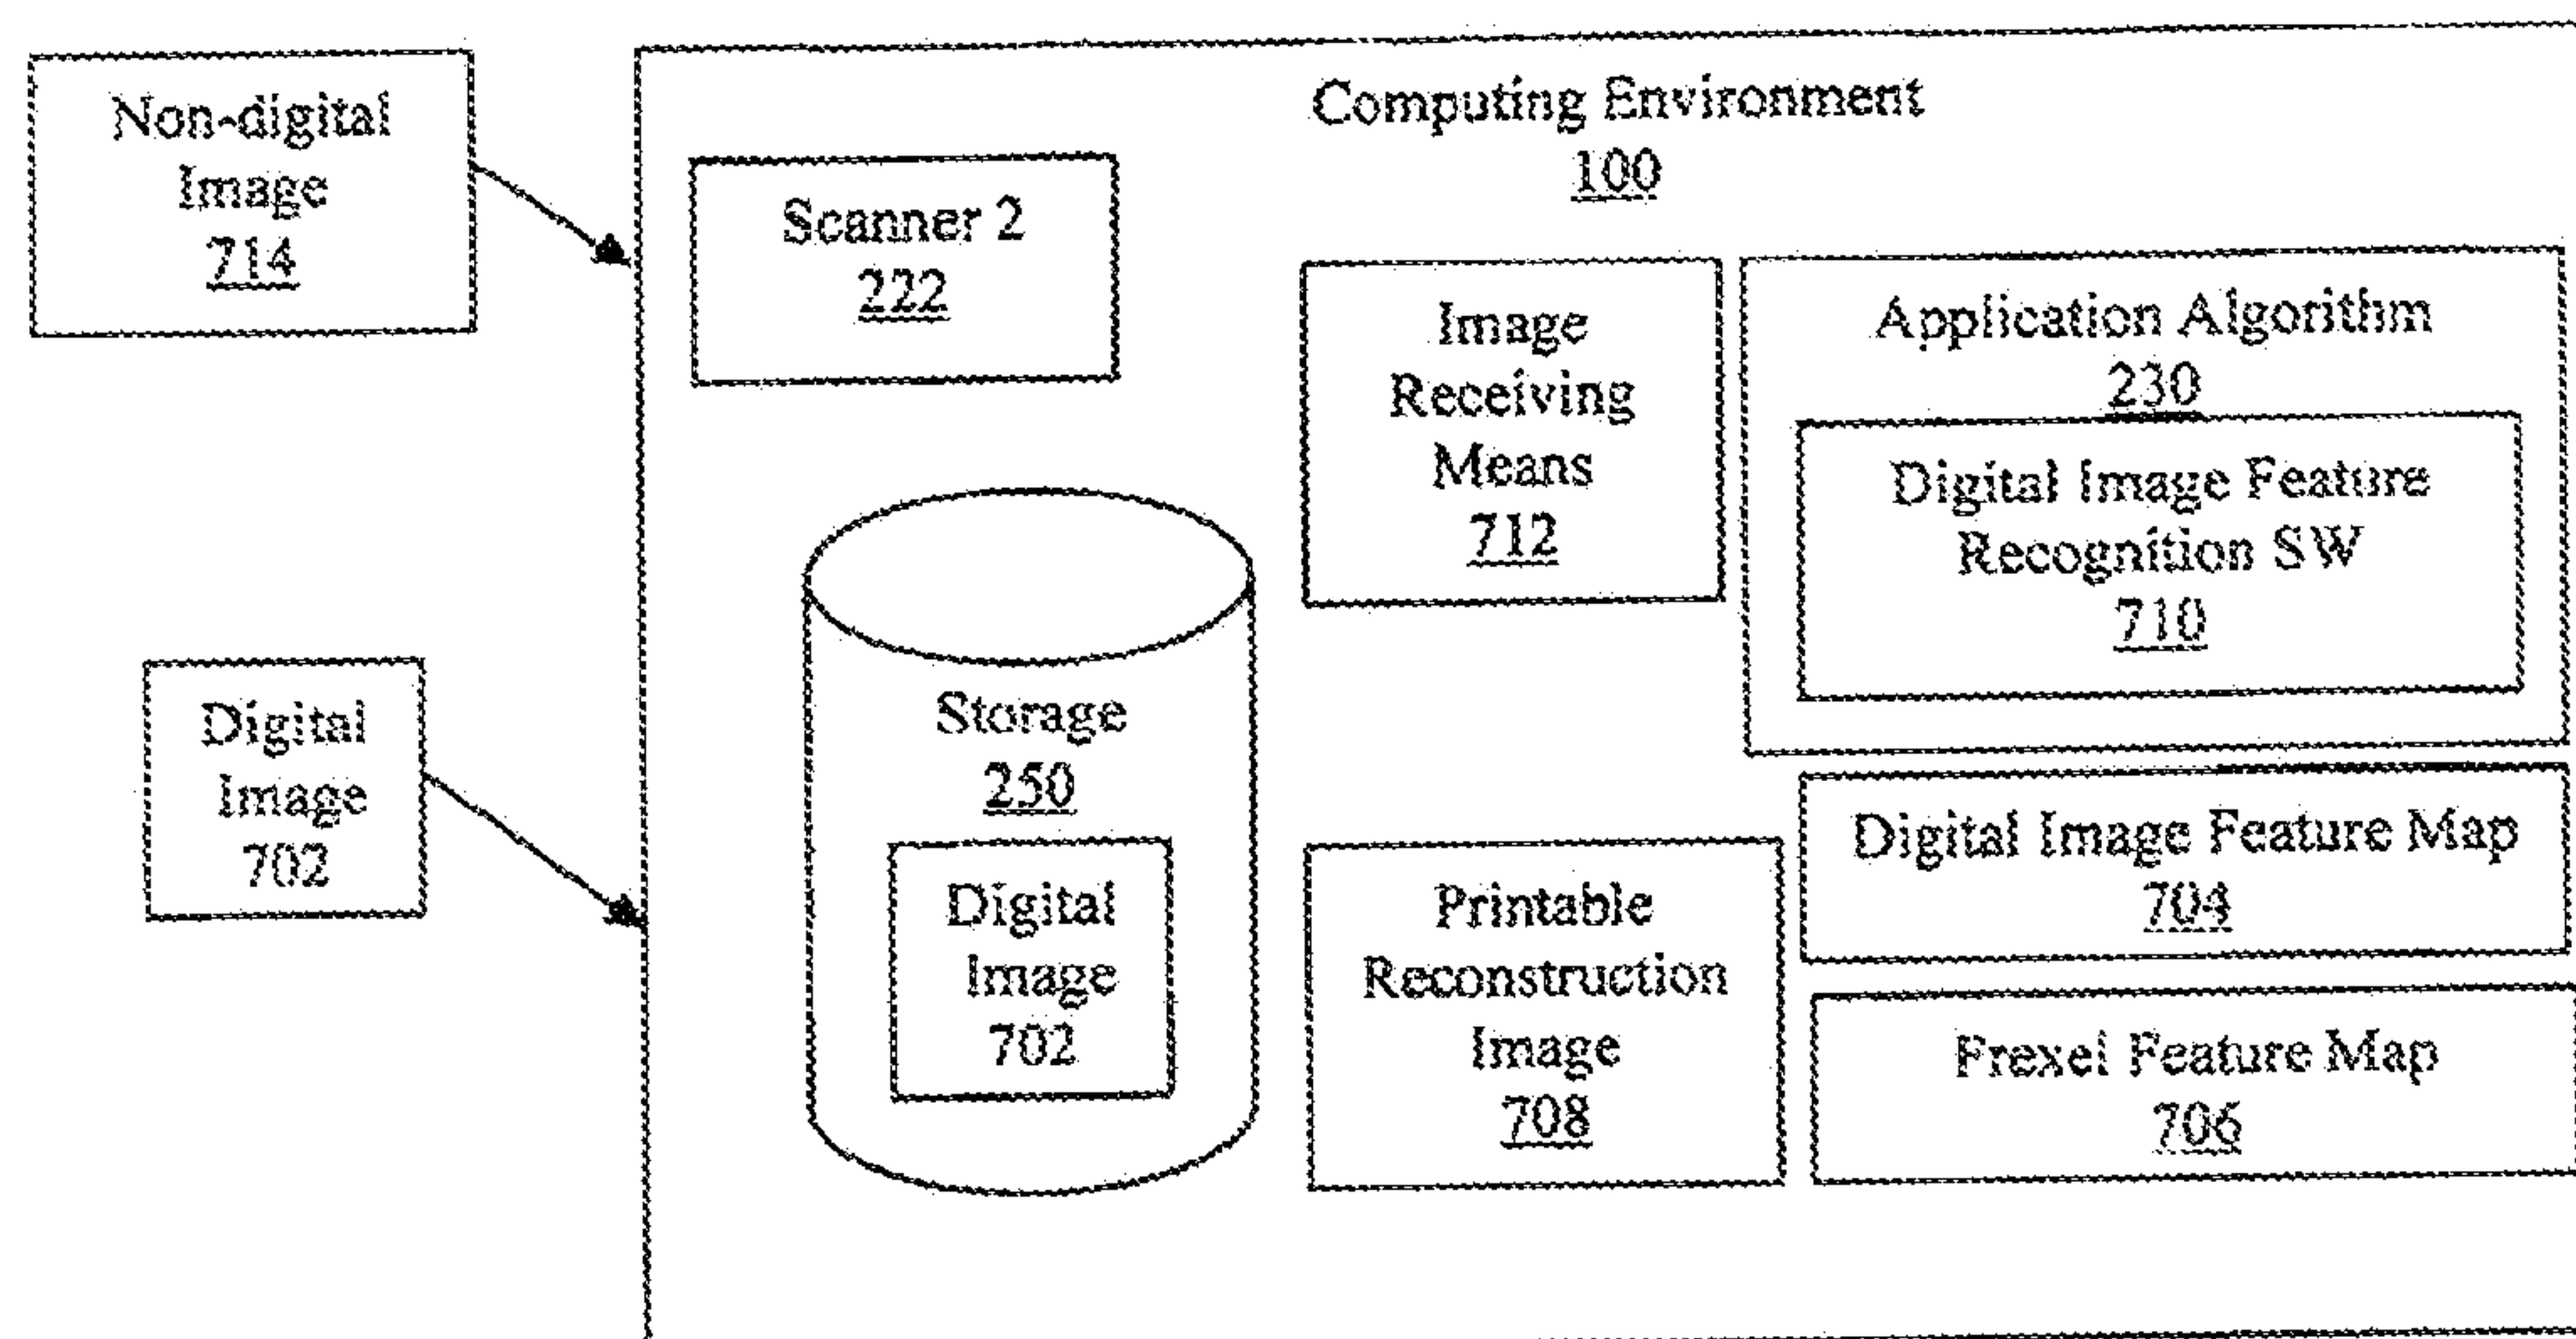 Non-digital
Image
714
Computing Environment
100
Scanner 2
222
Image
Receiving
Means
712
Application Algorithm
230
Digital Image Feature
Recognition SW
710
Digital
Image
702
Storage
250
Digital
Image
702
Printable
Reconstruction
Image
708
Digital Image Feature Map
704
Frexel Feature Map
706